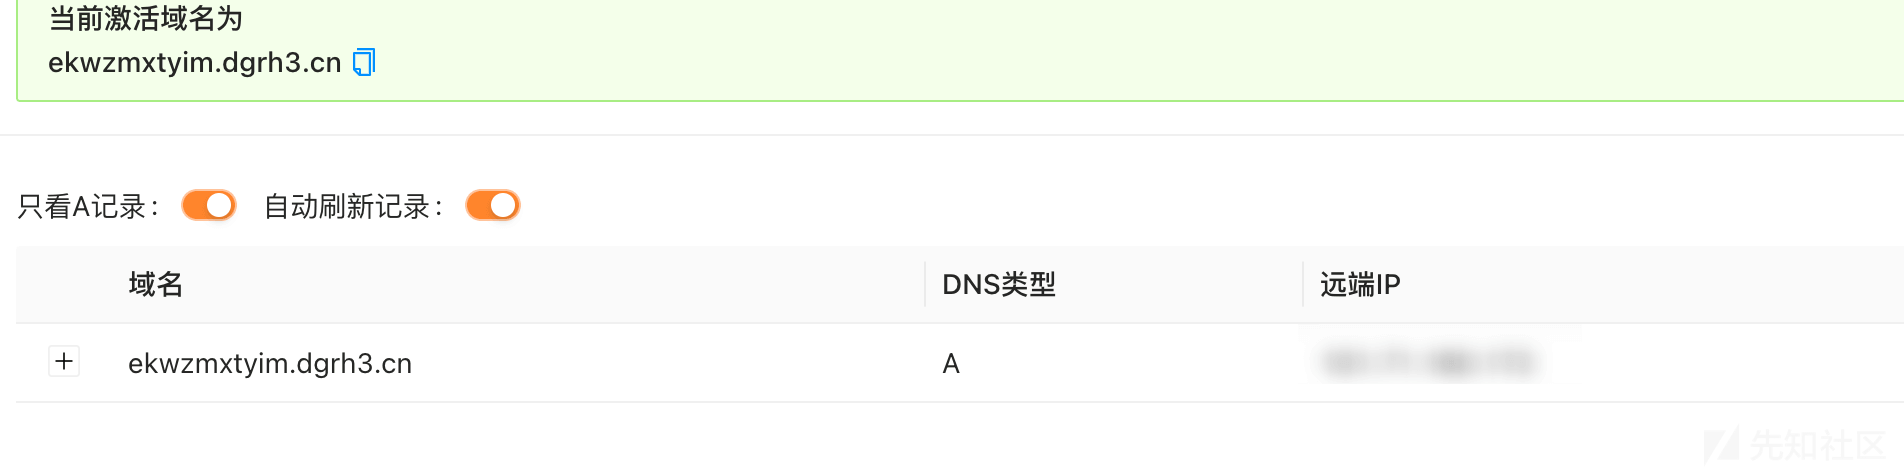 当前激活域名为
ekwzmxtyim.dgrh3.cn
只看A记录： 自动刷新记录：
域名 DNS类型 远端IP
ekwzmxtyim.dgrh3.cn A
先知社区